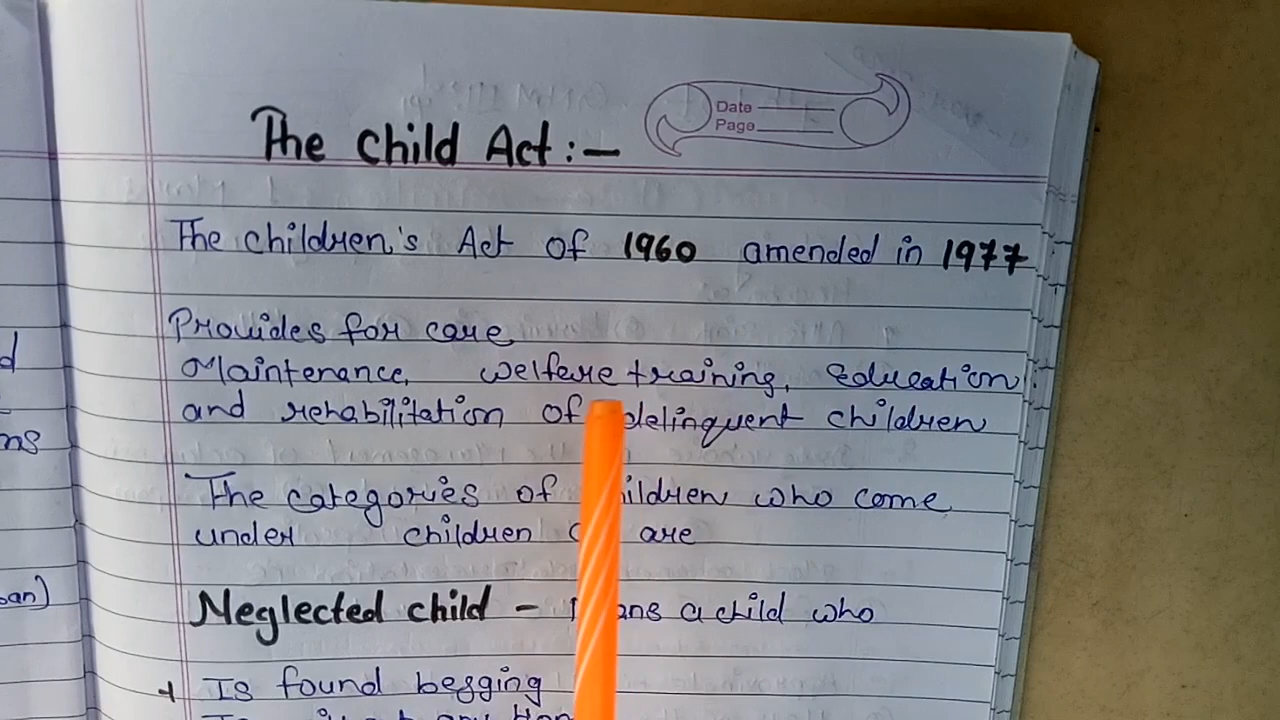 The Child Act :-
Date
Page
The children's Act of 1960 amended in 1977
Provides for care
Maintenance, welfare training, Education
and rehabilitation of delinquent children
The categories of ildren who come
under children are
Neglected child - ans a child who
Is found begging